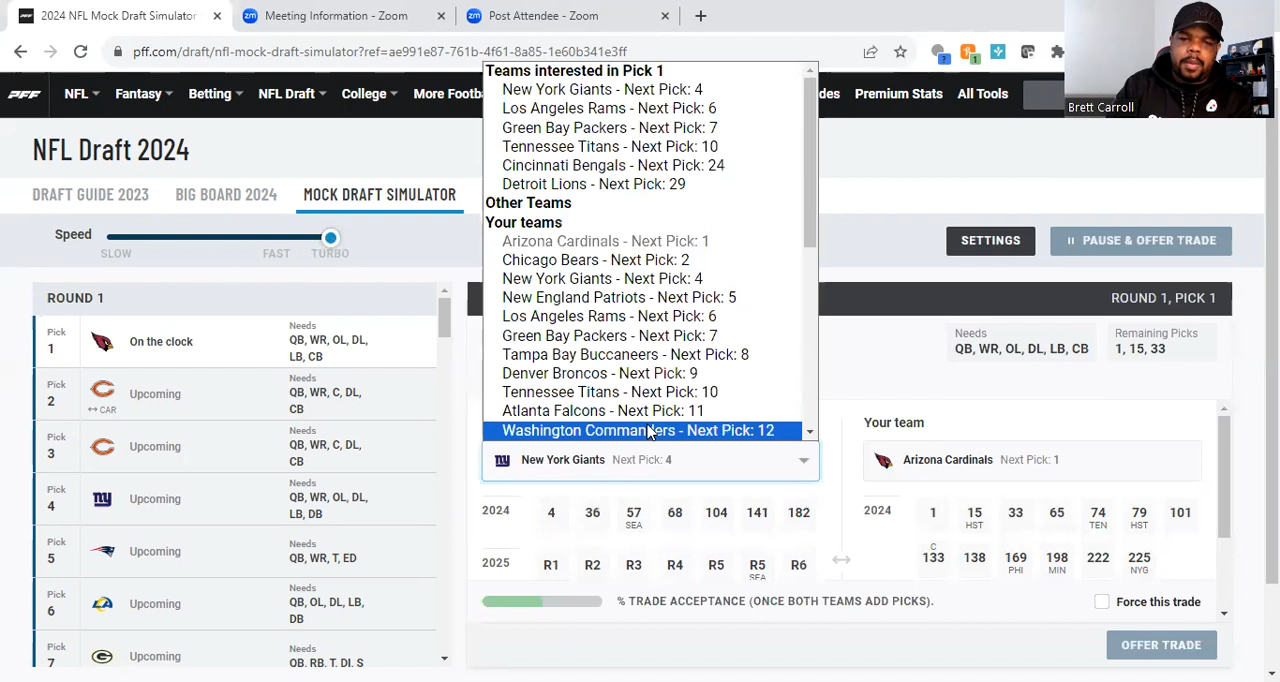 2024 NFL Mock Draft Simulator
Meeting Information - Zoom
Post Attendee - Zoom
pff.com/draft/nfl-mock-draft-simulator?ref=ae991e87-761b-4f61-8a85-1e60b341e3ff
PFF NFL Fantasy Betting NFL Draft College More Footb
des Premium Stats All Tools
Brett Carroll
NFL Draft 2024
DRAFT GUIDE 2023 BIG BOARD 2024 MOCK DRAFT SIMULATOR
Speed
SLOW FAST TURBO
SETTINGS
PAUSE & OFFER TRADE
Teams interested in Pick 1
New York Giants - Next Pick: 4
Los Angeles Rams - Next Pick: 6
Green Bay Packers - Next Pick: 7
Tennessee Titans - Next Pick: 10
Cincinnati Bengals - Next Pick: 24
Detroit Lions - Next Pick: 29
Other Teams
Your teams
Arizona Cardinals - Next Pick: 1
Chicago Bears - Next Pick: 2
New York Giants - Next Pick: 4
New England Patriots - Next Pick: 5
Los Angeles Rams - Next Pick: 6
Green Bay Packers - Next Pick: 7
Tampa Bay Buccaneers - Next Pick: 8
Denver Broncos - Next Pick: 9
Tennessee Titans - Next Pick: 10
Atlanta Falcons - Next Pick: 11
Washington Commanders - Next Pick: 12
ROUND 1
Pick 1 On the clock Needs QB, WR, OL, DL, LB, CB
Pick 2 CAR Upcoming Needs QB, WR, C, DL, CB
Pick 3 Upcoming Needs QB, WR, C, DL, CB
Pick 4 Upcoming Needs QB, WR, OL, DL, LB, DB
Pick 5 Upcoming Needs QB, WR, T, ED
Pick 6 Upcoming Needs QB, OL, DL, LB, DB
Pick 7 Upcoming Needs QB, RB, T, DI, S
ROUND 1, PICK 1
Needs QB, WR, OL, DL, LB, CB
Remaining Picks 1, 15, 33
New York Giants Next Pick: 4
2024 4 36 57 SEA 68 104 141 182
2025 R1 R2 R3 R4 R5 R5 SEA R6
Your team
Arizona Cardinals Next Pick: 1
2024 1 15 HST 33 65 74 TEN 79 HST 101
C 133 138 169 PHI 198 MIN 222 225 NYG
% TRADE ACCEPTANCE (ONCE BOTH TEAMS ADD PICKS).
Force this trade
OFFER TRADE